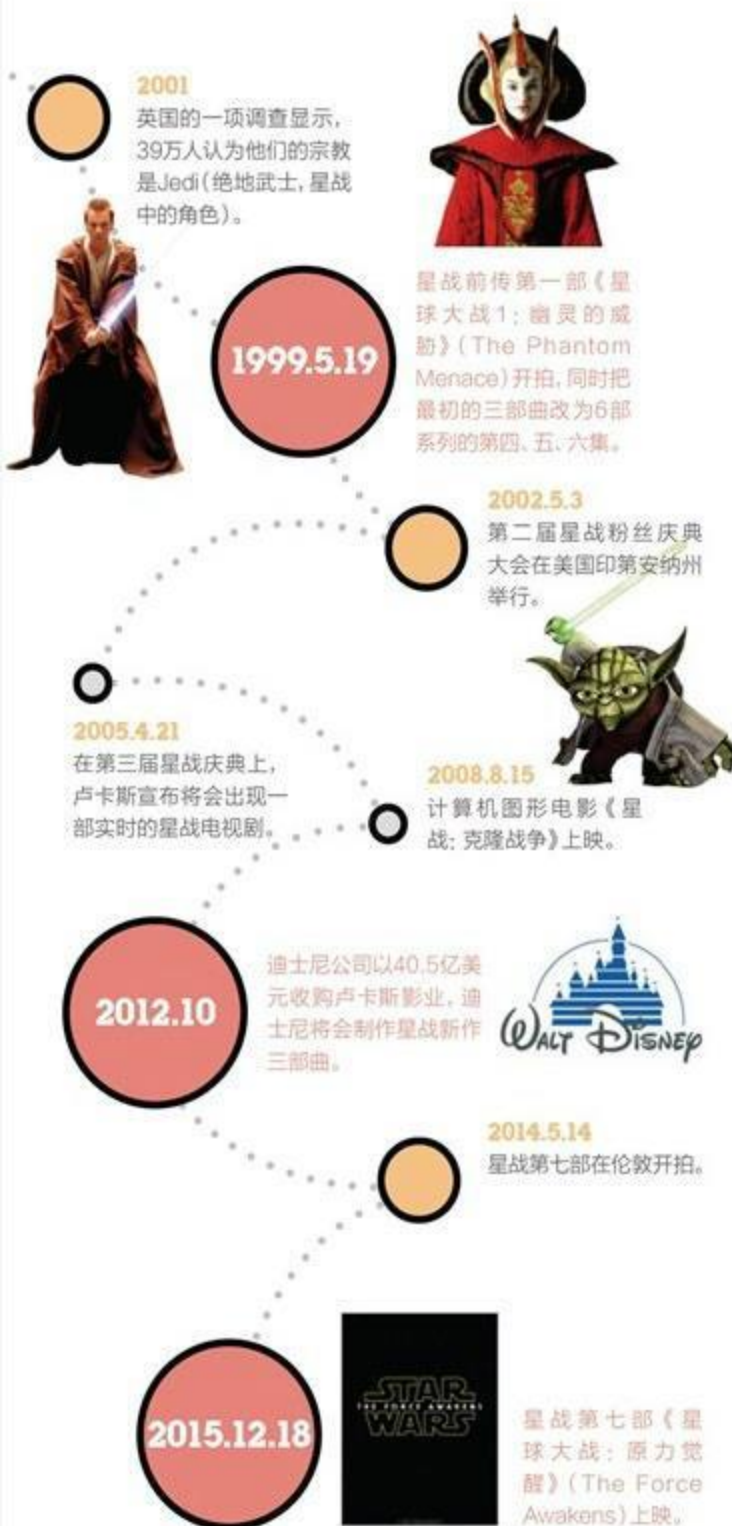 2001
英国的一项调查显示，
39万人认为他们的宗教
是Jedi（绝地武士，星战
中的角色）。
1999.5.19
星战前传第一部《星
球大战1：幽灵的威
胁》（The Phantom
Menace）开拍，同时把
最初的三部曲改为6部
系列的第四、五、六集。
2002.5.3
第二届星战粉丝庆典
大会在美国印第安纳州
举行。
2005.4.21
在第三届星战庆典上，
卢卡斯宣布将会出现一
部实时的星战电视剧。
2008.8.15
计算机图形电影《星
战：克隆战争》上映。
2012.10
迪士尼公司以40.5亿美
元收购卢卡斯影业，迪
士尼将会制作星战新作
三部曲。
WALT DISNEY
2014.5.14
星战第七部在伦敦开拍。
2015.12.18
STAR
THE FORCE AWAKENS
WARS
星战第七部《星
球大战：原力觉
醒》（The Force
Awakens）上映。